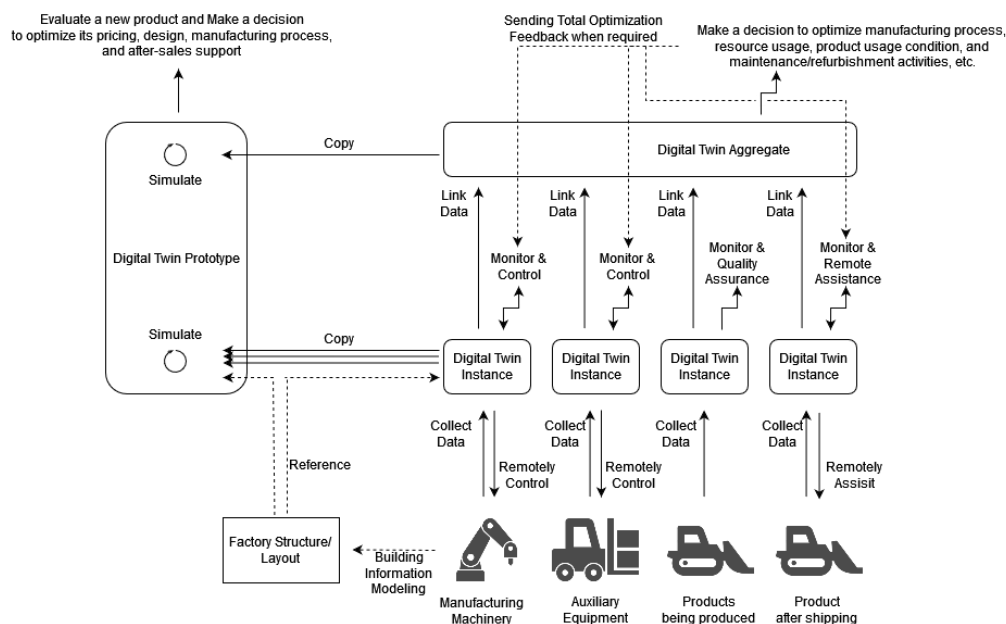 Evaluate a new product and Make a decision
to optimize its pricing, design, manufacturing process,
and after-sales support
Sending Total Optimization
Feedback when required
Make a decision to optimize manufacturing process,
resource usage, product usage condition, and
maintenance/refurbishment activities, etc.
Simulate
Digital Twin Prototype
Simulate
Copy
Digital Twin Aggregate
Link
Data
Link
Data
Link
Data
Link
Data
Monitor &
Control
Monitor &
Control
Monitor &
Quality
Assurance
Monitor &
Remote
Assistance
Copy
Digital Twin
Instance
Digital Twin
Instance
Digital Twin
Instance
Digital Twin
Instance
Collect
Data
Collect
Data
Collect
Data
Collect
Data
Remotely
Control
Remotely
Control
Remotely
Assisit
Reference
Factory Structure/
Layout
Building
Information
Modeling
Manufacturing
Machinery
Auxiliary
Equipment
Products
being produced
Product
after shipping